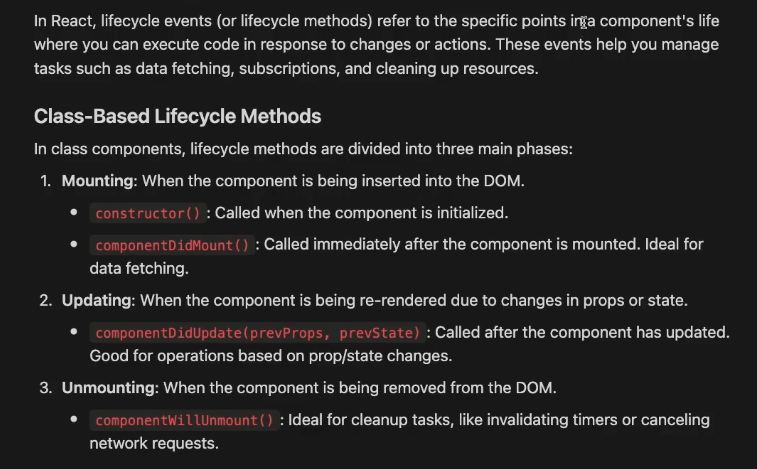 In React, lifecycle events (or lifecycle methods) refer to the specific points in a component's life
where you can execute code in response to changes or actions. These events help you manage
tasks such as data fetching, subscriptions, and cleaning up resources.
Class-Based Lifecycle Methods
In class components, lifecycle methods are divided into three main phases:
1. Mounting: When the component is being inserted into the DOM.
• constructor() : Called when the component is initialized.
• componentDidMount() : Called immediately after the component is mounted. Ideal for
data fetching.
2. Updating: When the component is being re-rendered due to changes in props or state.
• componentDidUpdate(prevProps, prevState) : Called after the component has updated.
Good for operations based on prop/state changes.
3. Unmounting: When the component is being removed from the DOM.
• componentWillUnmount() : Ideal for cleanup tasks, like invalidating timers or canceling
network requests.